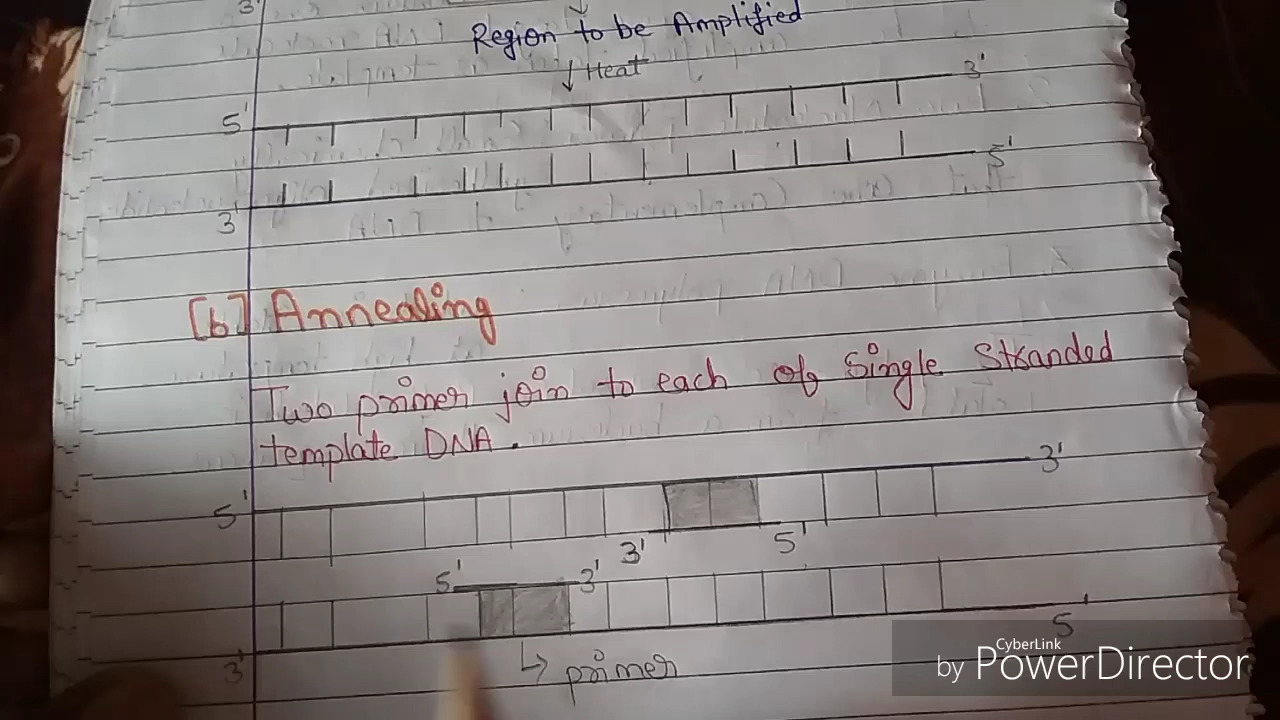 3'
Region to be Amplified
↓ Heat
5' 3'
3' 5'
[b] Annealing
Two primer join to each of Single Stranded
template DNA.
5' 3'
3' 5'
5' 3'
3' 5
↳ primer
CyberLink
by PowerDirector